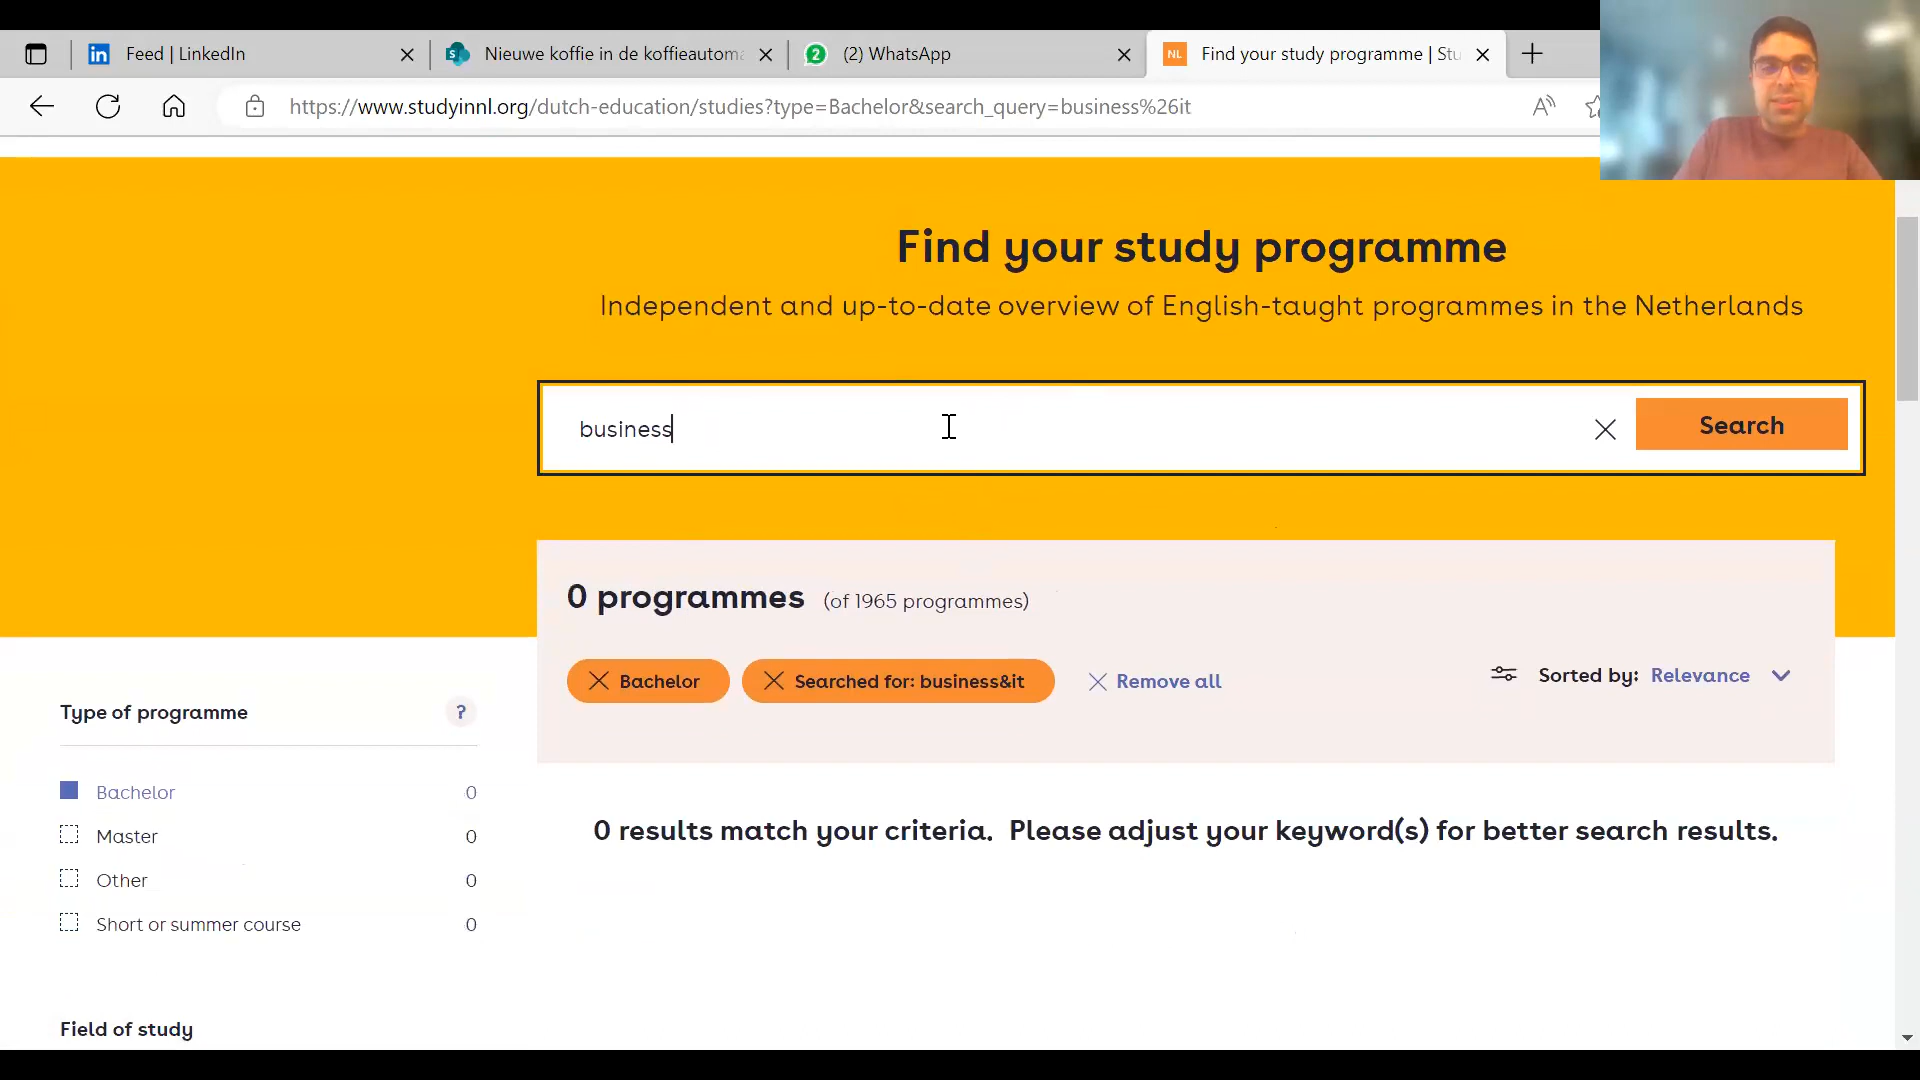 in Feed | LinkedIn
S Nieuwe koffie in de koffieautoma
2 (2) WhatsApp
NL Find your study programme | Stu
https://www.studyinnl.org/dutch-education/studies?type=Bachelor&search_query=business%26it
Find your study programme
Independent and up-to-date overview of English-taught programmes in the Netherlands
business
Search
0 programmes (of 1965 programmes)
Bachelor
Searched for: business&it
Remove all
Sorted by: Relevance
Type of programme ?
Bachelor 0
Master 0
Other 0
Short or summer course 0
0 results match your criteria. Please adjust your keyword(s) for better search results.
Field of study